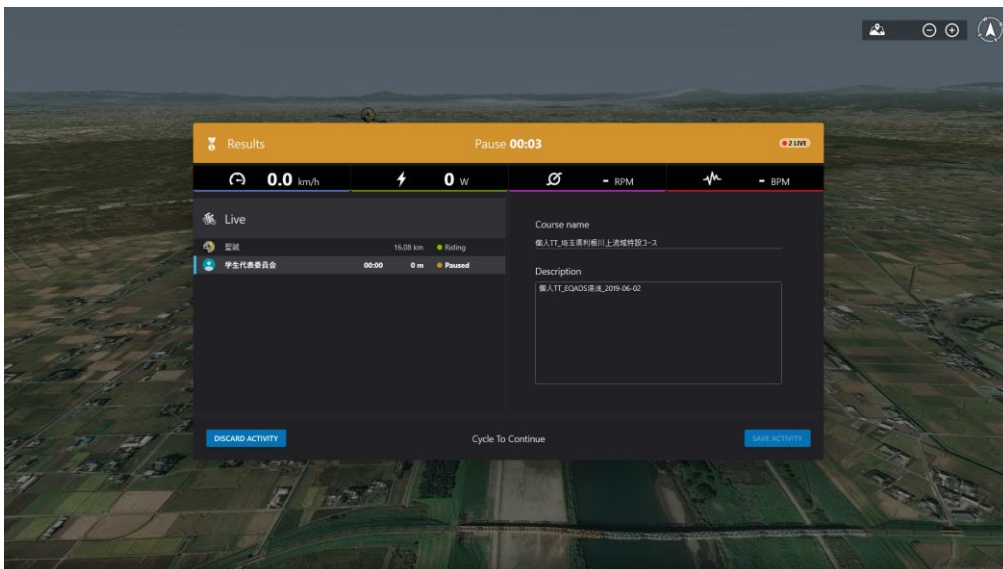 Results
Pause 00:03
2 LIVE
0.0 km/h
0 W
- RPM
- BPM
Live
聖誠 16.08 km Riding
学生代表委員会 00:00 0 m Paused
Course name
個人TT_埼玉県利根川上流域特設コース
Description
個人TT_EQADS湯浅_2019-06-02
DISCARD ACTIVITY
Cycle To Continue
SAVE ACTIVITY